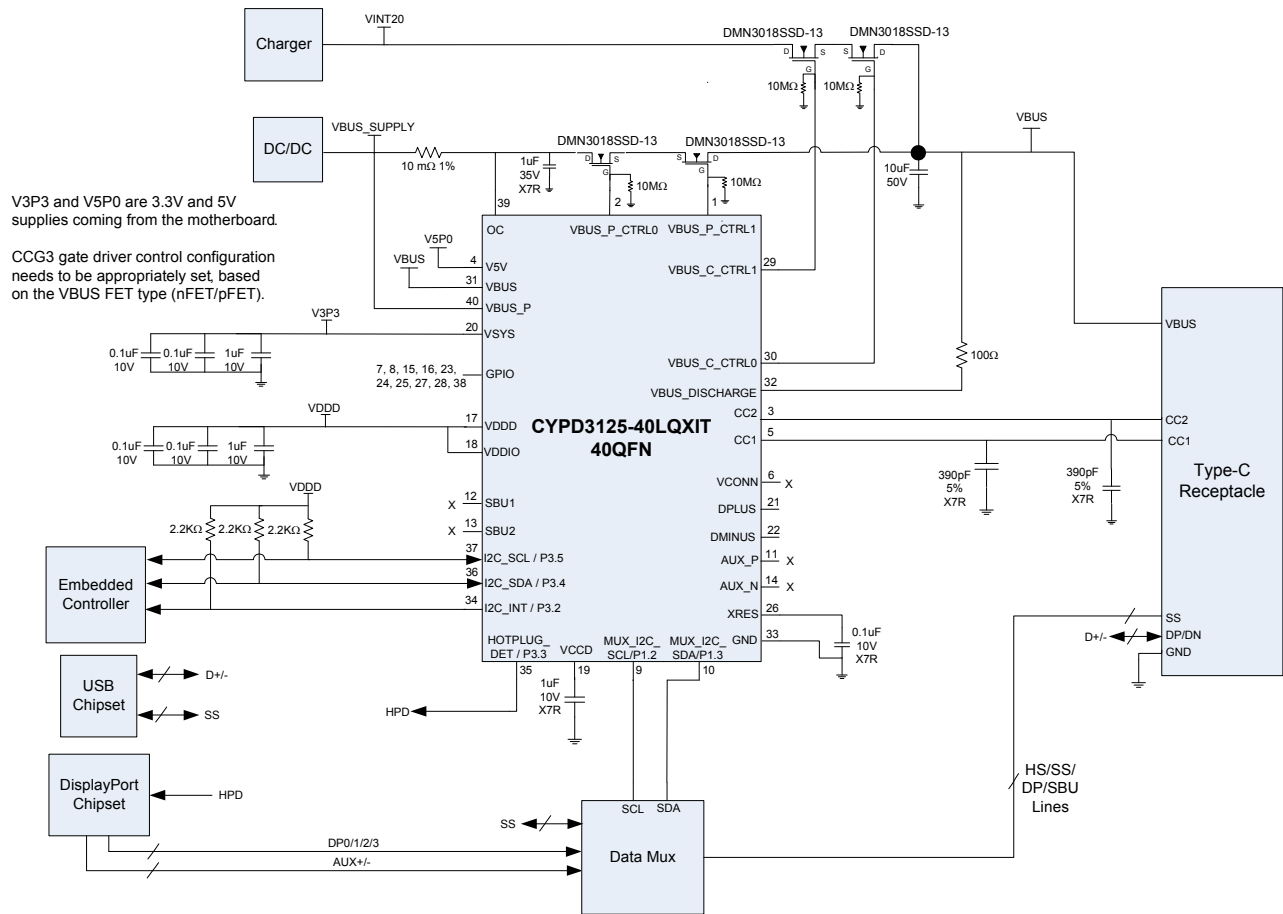 Charger
VINT20
DMN3018SSD-13
DMN3018SSD-13
D
S
G
S
D
G
10MΩ
10MΩ
DC/DC
VBUS_SUPPLY
10 mΩ 1%
1uF
35V
X7R
DMN3018SSD-13
DMN3018SSD-13
D
S
G
S
D
G
10MΩ
10MΩ
VBUS
10uF
50V
V3P3 and V5P0 are 3.3V and 5V
supplies coming from the motherboard.
CCG3 gate driver control configuration
needs to be appropriately set, based
on the VBUS FET type (nFET/pFET).
39
2
1
OC
VBUS_P_CTRL0
VBUS_P_CTRL1
V5P0
4
V5V
VBUS
31
VBUS
40
VBUS_P
V3P3
20
VSYS
0.1uF
10V
0.1uF
10V
1uF
10V
7, 8, 15, 16, 23,
24, 25, 27, 28, 38
GPIO
VDDD
17
VDDD
18
VDDIO
0.1uF
10V
0.1uF
10V
1uF
10V
VDDD
2.2KΩ
2.2KΩ
2.2KΩ
X
12
SBU1
X
13
SBU2
37
I2C_SCL / P3.5
36
I2C_SDA / P3.4
34
I2C_INT / P3.2
CYPD3125-40LQXIT
40QFN
29
VBUS_C_CTRL1
30
VBUS_C_CTRL0
32
VBUS_DISCHARGE
100Ω
3
CC2
5
CC1
390pF
5%
X7R
390pF
5%
X7R
6
VCONN
X
21
DPLUS
22
DMINUS
11
AUX_P
X
14
AUX_N
X
26
XRES
33
GND
0.1uF
10V
X7R
HOTPLUG_
DET / P3.3
35
VCCD
19
MUX_I2C_
SCL/P1.2
9
MUX_I2C_
SDA/P1.3
10
1uF
10V
X7R
HPD
VBUS
CC2
CC1
Type-C
Receptacle
SS
D+/-
DP/DN
GND
Embedded
Controller
USB
Chipset
D+/-
SS
DisplayPort
Chipset
HPD
DP0/1/2/3
AUX+/-
SS
SCL
SDA
Data Mux
HS/SS/
DP/SBU
Lines